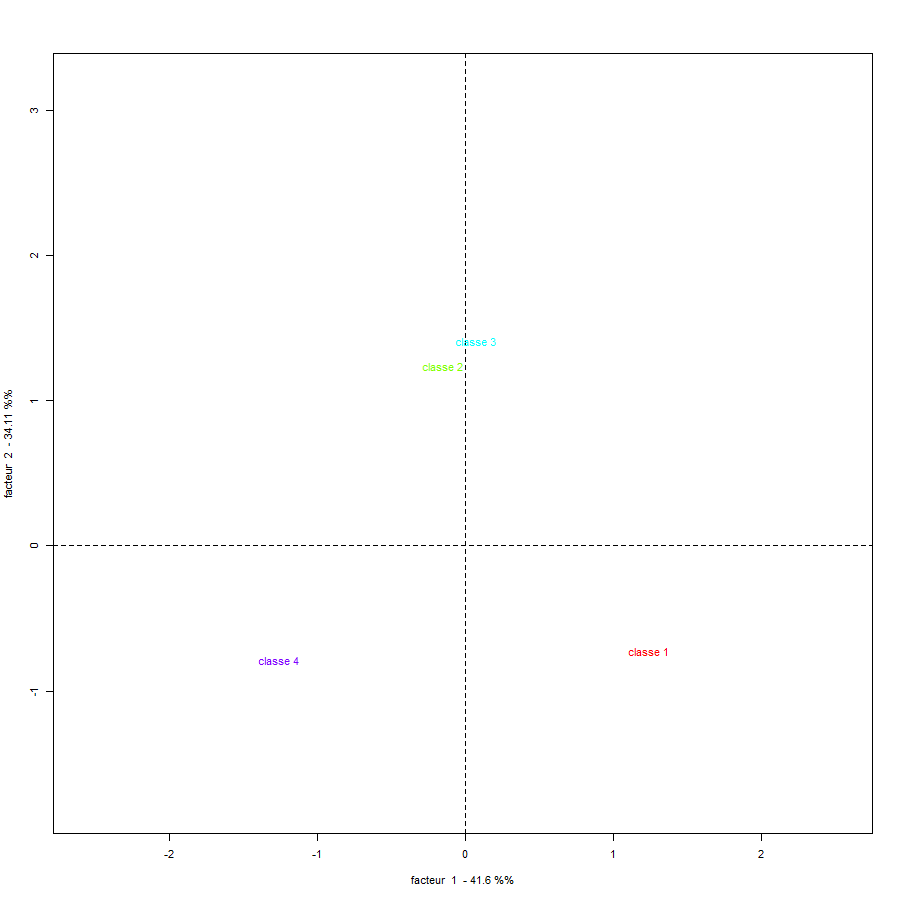 3
2
1
0
-1
facteur 2 - 34.11 %%
classe 3
classe 2
classe 1
classe 4
-2 -1 0 1 2
facteur 1 - 41.6 %%